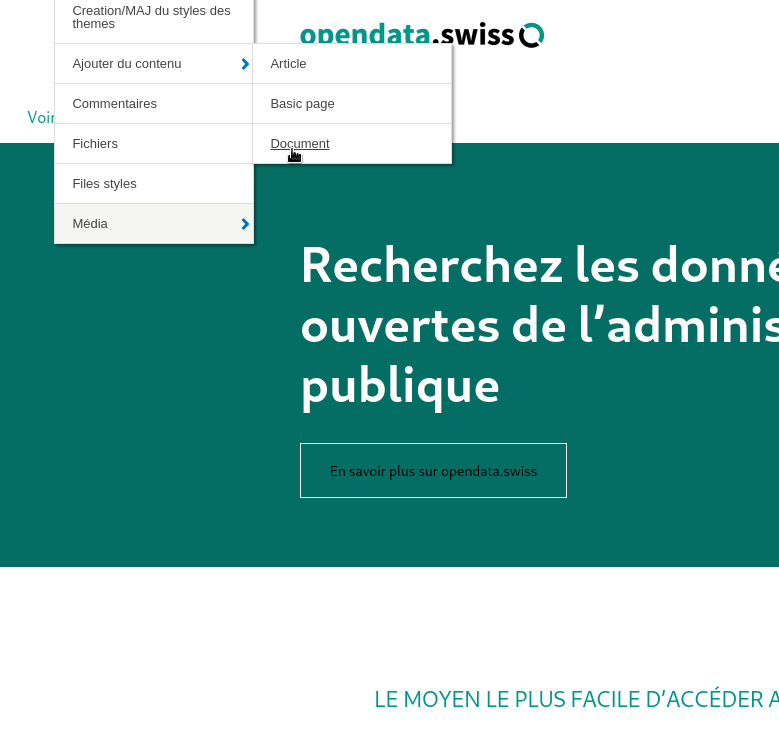 Creation/MAJ du styles des
themes
opendata.swiss
Ajouter du contenu
Article
Commentaires
Basic page
Voir
Fichiers
Document
Files styles
Média
Recherchez les donné
ouvertes de l’adminis
publique
En savoir plus sur opendata.swiss
LE MOYEN LE PLUS FACILE D’ACCÉDER A